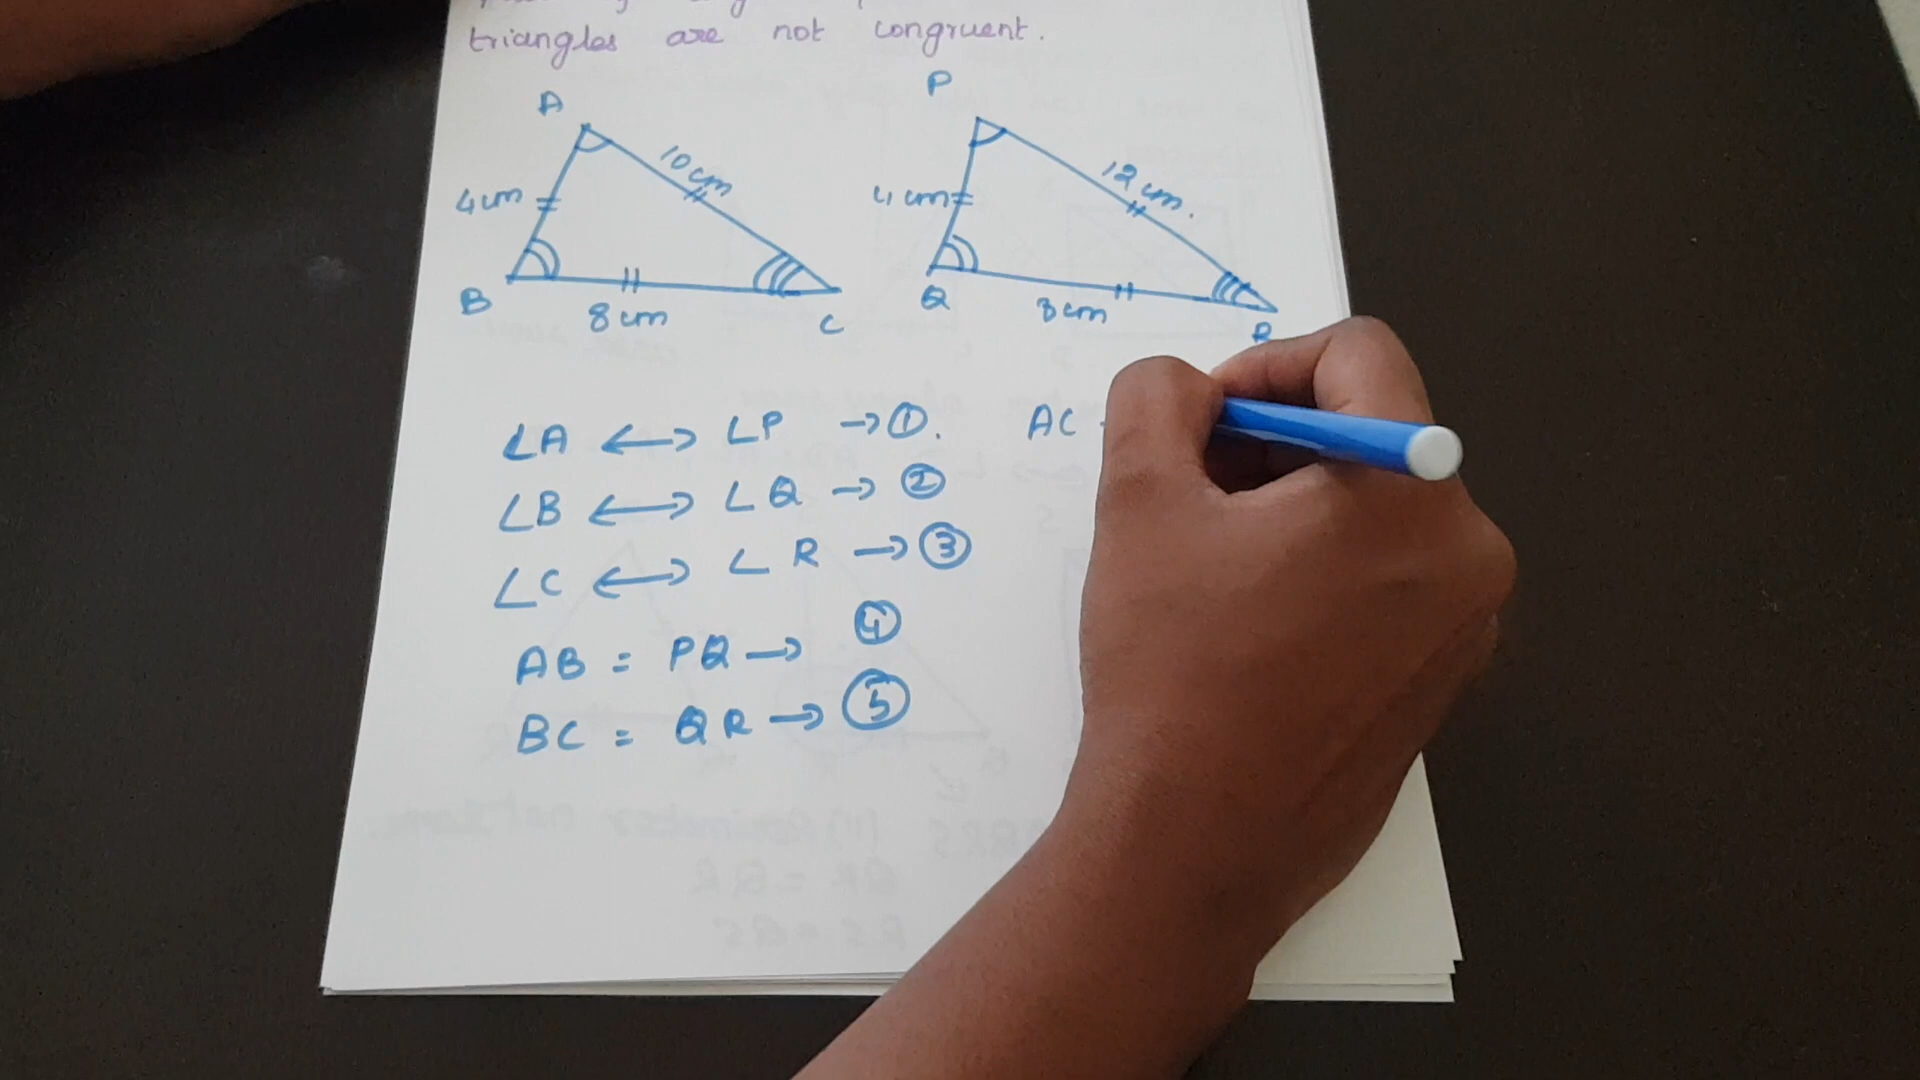 triangles are not congruent.
A
P
10cm
12cm.
4cm
4cm
B
8cm
C
Q
8cm
R
∠A ⟷ ∠P → ①.
AC
∠B ⟷ ∠Q → ②
∠C ⟷ ∠R → ③
AB = PQ → ④
BC = QR → ⑤